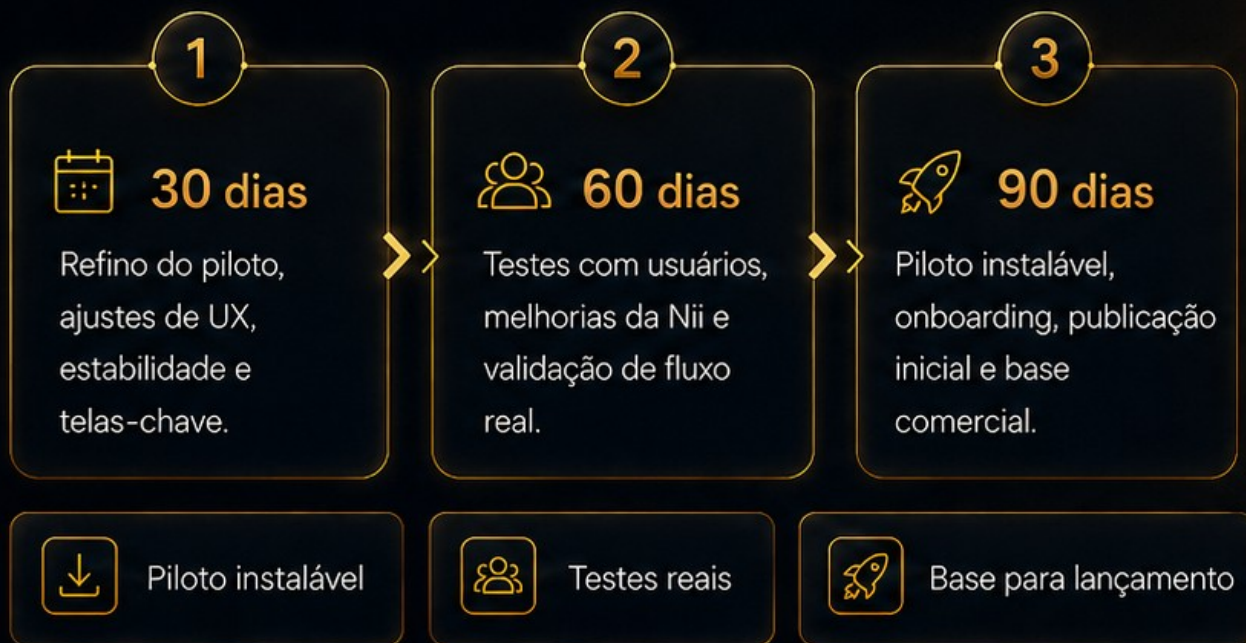 1
30 dias
Refino do piloto,
ajustes de UX,
estabilidade e
telas-chave.
2
60 dias
Testes com usuários,
melhorias da Nii e
validação de fluxo
real.
3
90 dias
Piloto instalável,
onboarding, publicação
inicial e base
comercial.
Piloto instalável
Testes reais
Base para lançamento